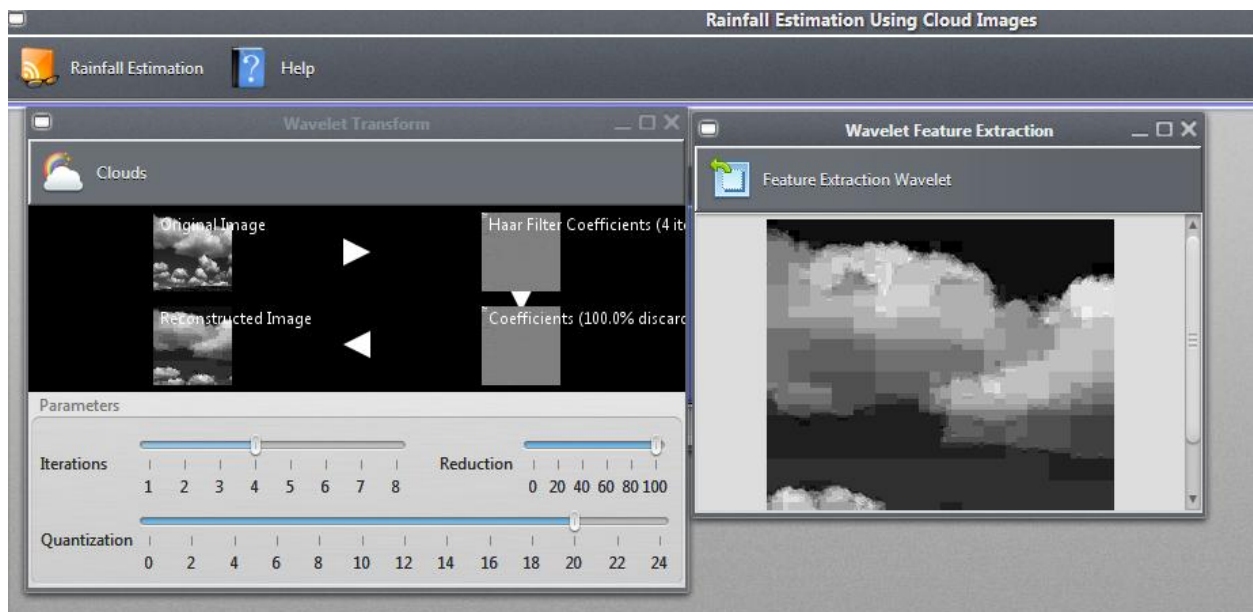 Rainfall Estimation Using Cloud Images
Rainfall Estimation
Help
Wavelet Transform
Clouds
Original Image
Haar Filter Coefficients (4 ite
Reconstructed Image
Coefficients (100.0% discard
Parameters
Iterations
1 2 3 4 5 6 7 8
Reduction
0 20 40 60 80 100
Quantization
0 2 4 6 8 10 12 14 16 18 20 22 24
Wavelet Feature Extraction
Feature Extraction Wavelet